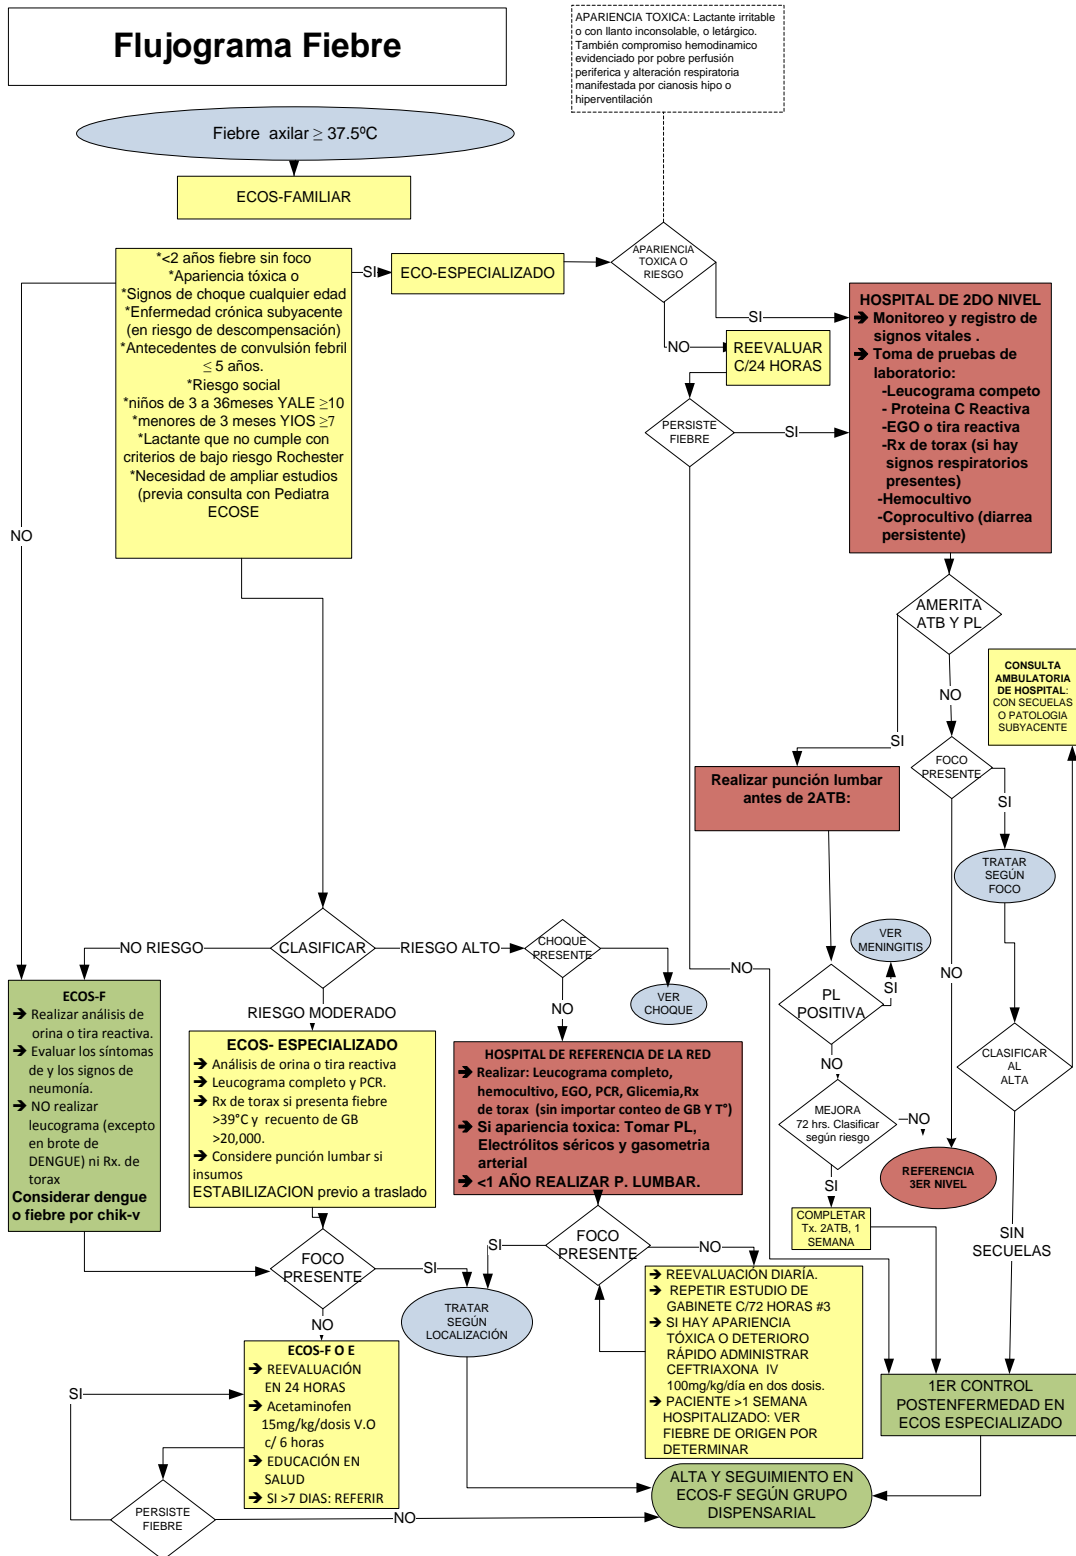 APARIENCIA TOXICA: Lactante irritable
o con llanto inconsolable, o letárgico.
También compromiso hemodinamico
evidenciado por pobre perfusión
periferica y alteración respiratoria
manifestada por cianosis hipo o
hiperventilación
Flujograma Fiebre
Fiebre axilar ≥ 37.5ºC
ECOS-FAMILIAR
*<2 años fiebre sin foco
*Apariencia tóxica o
*Signos de choque cualquier edad
*Enfermedad crónica subyacente
(en riesgo de descompensación)
*Antecedentes de convulsión febril
≤ 5 años.
*Riesgo social
*niños de 3 a 36meses YALE ≥10
*menores de 3 meses YIOS ≥7
*Lactante que no cumple con
criterios de bajo riesgo Rochester
*Necesidad de ampliar estudios
(previa consulta con Pediatra
ECOSE
SI
NO
ECO-ESPECIALIZADO
APARIENCIA
TOXICA O
RIESGO
SI
NO
REEVALUAR
C/24 HORAS
PERSISTE
FIEBRE
SI
NO
HOSPITAL DE 2DO NIVEL
➔ Monitoreo y registro de
signos vitales .
➔ Toma de pruebas de
laboratorio:
-Leucograma competo
- Proteina C Reactiva
-EGO o tira reactiva
-Rx de torax (si hay
signos respiratorios
presentes)
-Hemocultivo
-Coprocultivo (diarrea
persistente)
AMERITA
ATB Y PL
SI
NO
CONSULTA
AMBULATORIA
DE HOSPITAL:
CON SECUELAS
O PATOLOGIA
SUBYACENTE
Realizar punción lumbar
antes de 2ATB:
FOCO
PRESENTE
SI
NO
TRATAR
SEGÚN
FOCO
VER
MENINGITIS
SI
PL
POSITIVA
NO
CLASIFICAR
AL
ALTA
SIN
SECUELAS
MEJORA
72 hrs. Clasificar
según riesgo
NO
SI
REFERENCIA
3ER NIVEL
COMPLETAR
Tx. 2ATB, 1
SEMANA
CLASIFICAR
NO RIESGO
RIESGO ALTO
RIESGO MODERADO
CHOQUE
PRESENTE
VER
CHOQUE
NO
ECOS-F
➔ Realizar análisis de
orina o tira reactiva.
➔ Evaluar los síntomas
de y los signos de
neumonía.
➔ NO realizar
leucograma (excepto
en brote de
DENGUE) ni Rx. de
torax
Considerar dengue
o fiebre por chik-v
ECOS- ESPECIALIZADO
➔ Análisis de orina o tira reactiva
➔ Leucograma completo y PCR.
➔ Rx de torax si presenta fiebre
>39°C y recuento de GB
>20,000.
➔ Considere punción lumbar si
insumos
ESTABILIZACION previo a traslado
HOSPITAL DE REFERENCIA DE LA RED
➔ Realizar: Leucograma completo,
hemocultivo, EGO, PCR, Glicemia,Rx
de torax (sin importar conteo de GB Y T°)
➔ Si apariencia toxica: Tomar PL,
Electrólitos séricos y gasometria
arterial
➔ <1 AÑO REALIZAR P. LUMBAR.
FOCO
PRESENTE
SI
NO
FOCO
PRESENTE
SI
NO
TRATAR
SEGÚN
LOCALIZACIÓN
➔ REEVALUACIÓN DIARÍA.
➔ REPETIR ESTUDIO DE
GABINETE C/72 HORAS #3
➔ SI HAY APARIENCIA
TÓXICA O DETERIORO
RÁPIDO ADMINISTRAR
CEFTRIAXONA IV
100mg/kg/día en dos dosis.
➔ PACIENTE >1 SEMANA
HOSPITALIZADO: VER
FIEBRE DE ORIGEN POR
DETERMINAR
ECOS-F O E
➔ REEVALUACIÓN
EN 24 HORAS
➔ Acetaminofen
15mg/kg/dosis V.O
c/ 6 horas
➔ EDUCACIÓN EN
SALUD
➔ SI >7 DIAS: REFERIR
SI
PERSISTE
FIEBRE
NO
1ER CONTROL
POSTENFERMEDAD EN
ECOS ESPECIALIZADO
ALTA Y SEGUIMIENTO EN
ECOS-F SEGÚN GRUPO
DISPENSARIAL